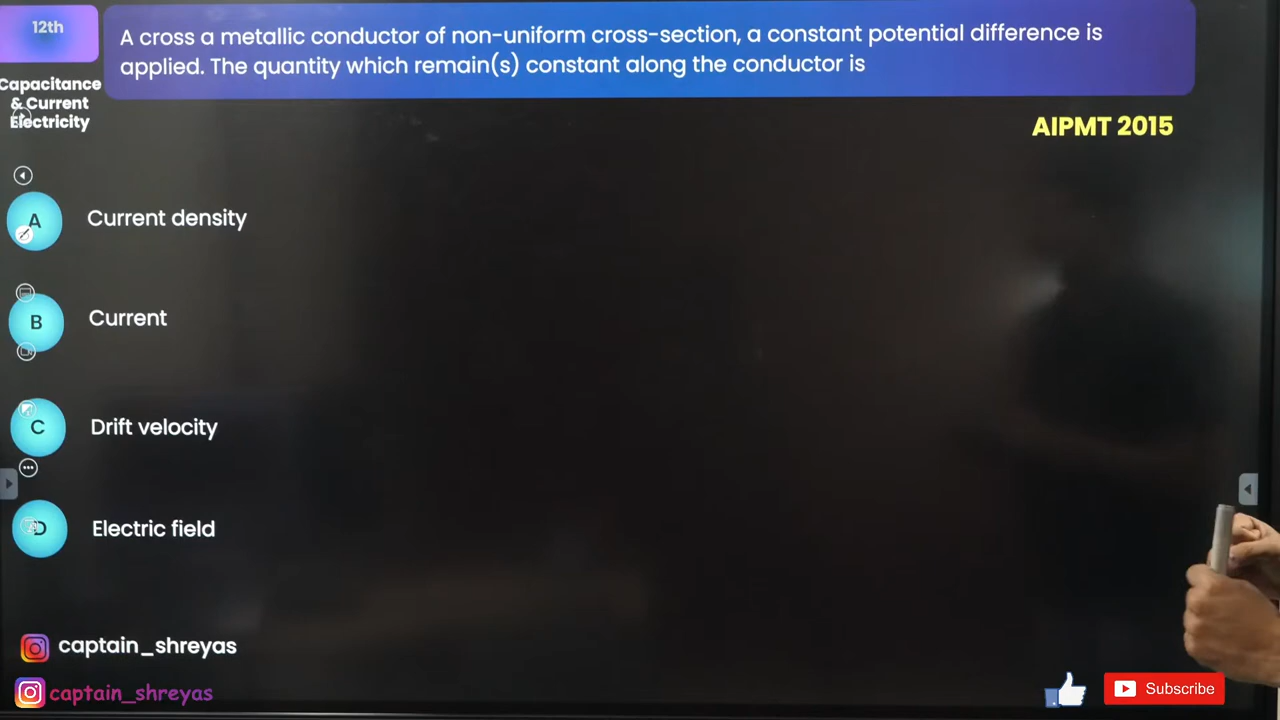 12th
A cross a metallic conductor of non-uniform cross-section, a constant potential difference is
applied. The quantity which remain(s) constant along the conductor is
Capacitance
& Current
Electricity
AIPMT 2015
A
Current density
B
Current
C
Drift velocity
D
Electric field
captain_shreyas
captain_shreyas
Subscribe